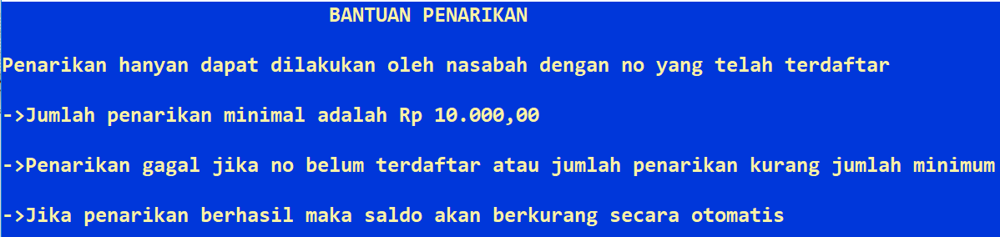 BANTUAN PENARIKAN
Penarikan hanyan dapat dilakukan oleh nasabah dengan no yang telah terdaftar
->Jumlah penarikan minimal adalah Rp 10.000,00
->Penarikan gagal jika no belum terdaftar atau jumlah penarikan kurang jumlah minimum
->Jika penarikan berhasil maka saldo akan berkurang secara otomatis